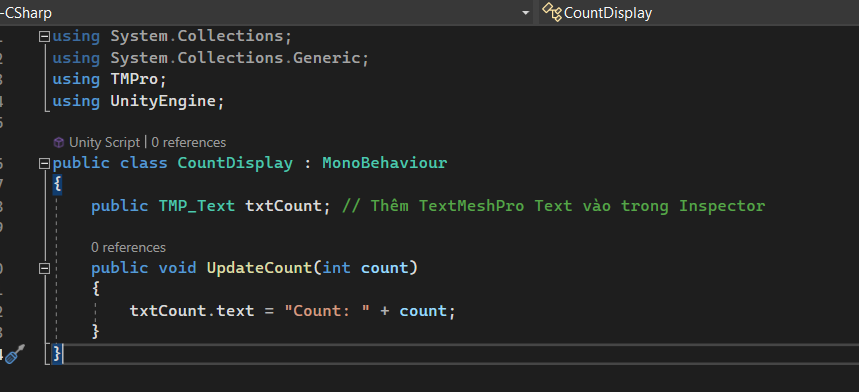 -CSharp
CountDisplay
using System.Collections;
using System.Collections.Generic;
using TMPro;
using UnityEngine;
Unity Script | 0 references
public class CountDisplay : MonoBehaviour
{
public TMP_Text txtCount; // Thêm TextMeshPro Text vào trong Inspector
0 references
public void UpdateCount(int count)
{
txtCount.text = "Count: " + count;
}
}